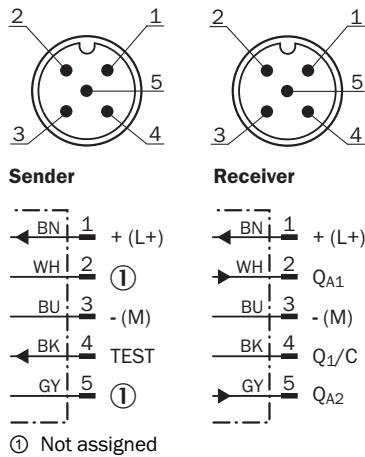 2 1 2 1
5 5
3 4 3 4
Sender Receiver
BN 1 + (L+) BN 1 + (L+)
WH 2 ① WH 2 QA1
BU 3 - (M) BU 3 - (M)
BK 4 TEST BK 4 Q1/C
GY 5 ① GY 5 QA2
① Not assigned